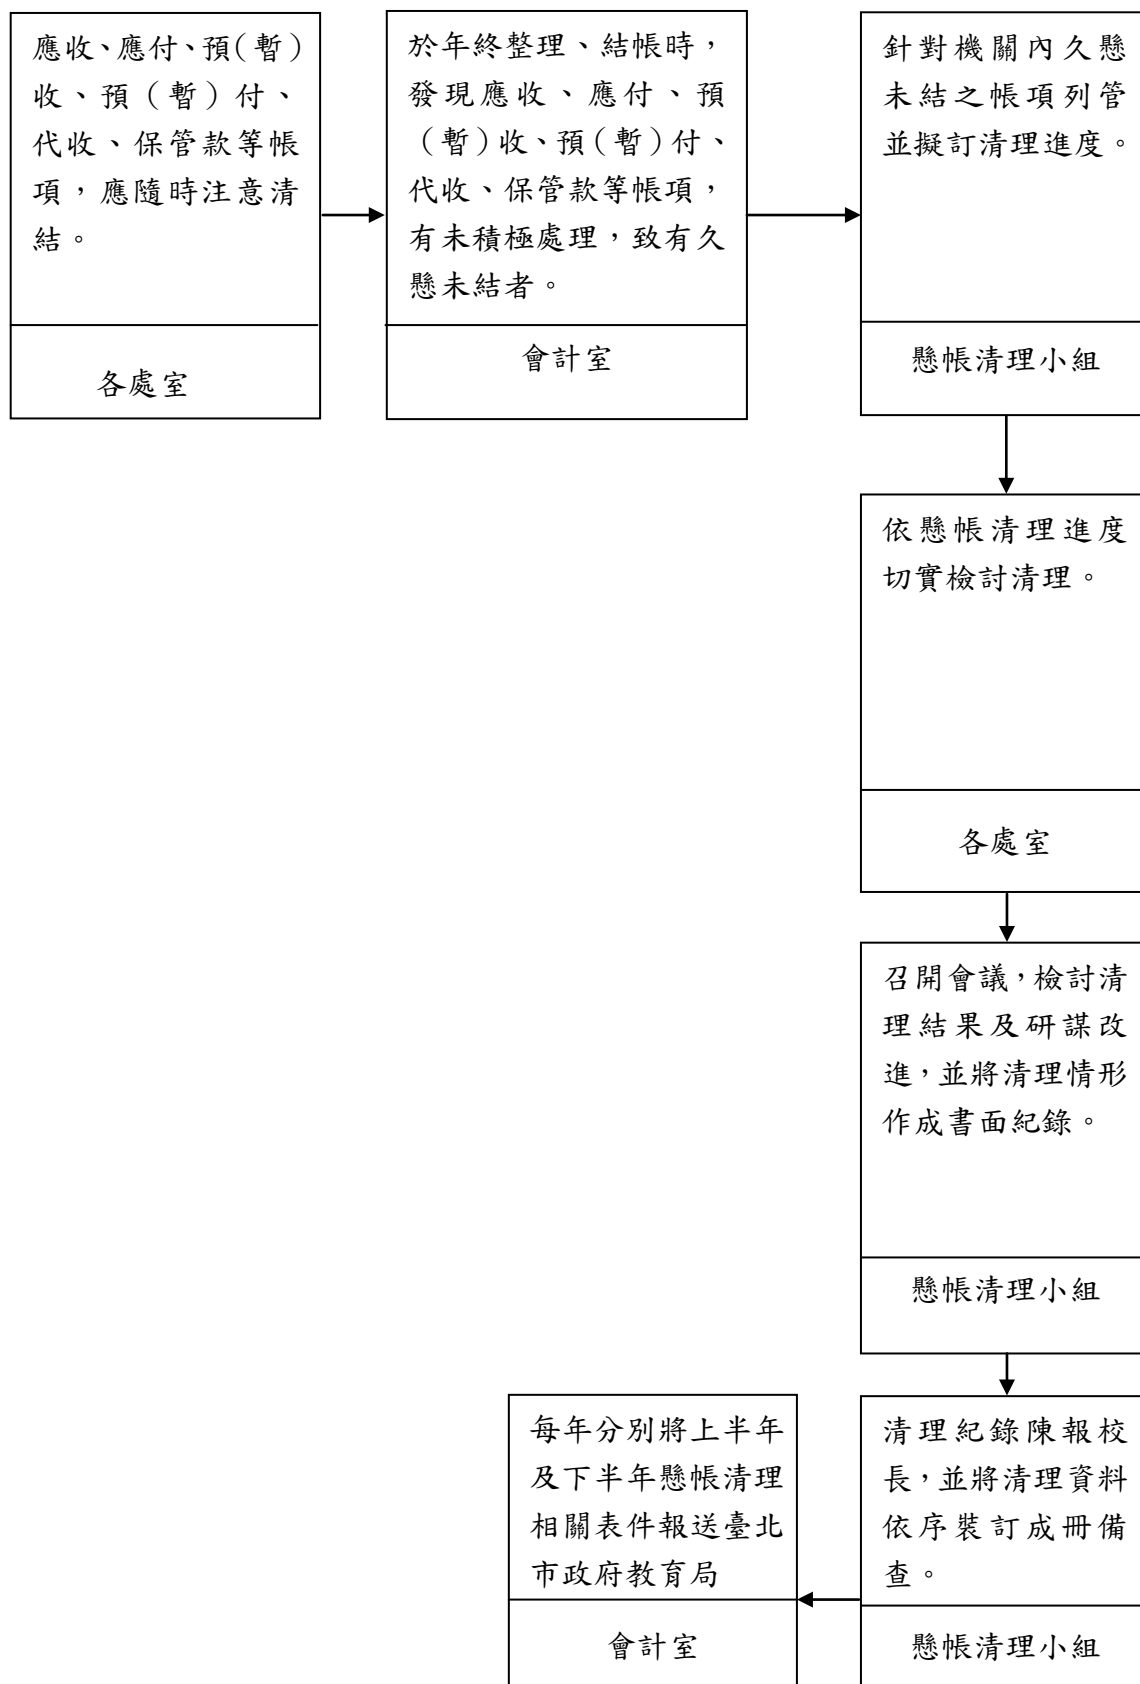 應收、應付、預(暫)
收、預(暫)付、
代收、保管款等帳
項,應隨時注意清
結。
各處室
於年終整理、結帳時,
發現應收、應付、預
(暫)收、預(暫)付、
代收、保管款等帳項,
有未積極處理,致有久
懸未結者。
會計室
針對機關內久懸
未結之帳項列管
並擬訂清理進度。
懸帳清理小組
依懸帳清理進度
切實檢討清理。
各處室
召開會議,檢討清
理結果及研謀改
進,並將清理情形
作成書面紀錄。
懸帳清理小組
清理紀錄陳報校
長,並將清理資料
依序裝訂成冊備
查。
懸帳清理小組
每年分別將上半年
及下半年懸帳清理
相關表件報送臺北
市政府教育局
會計室